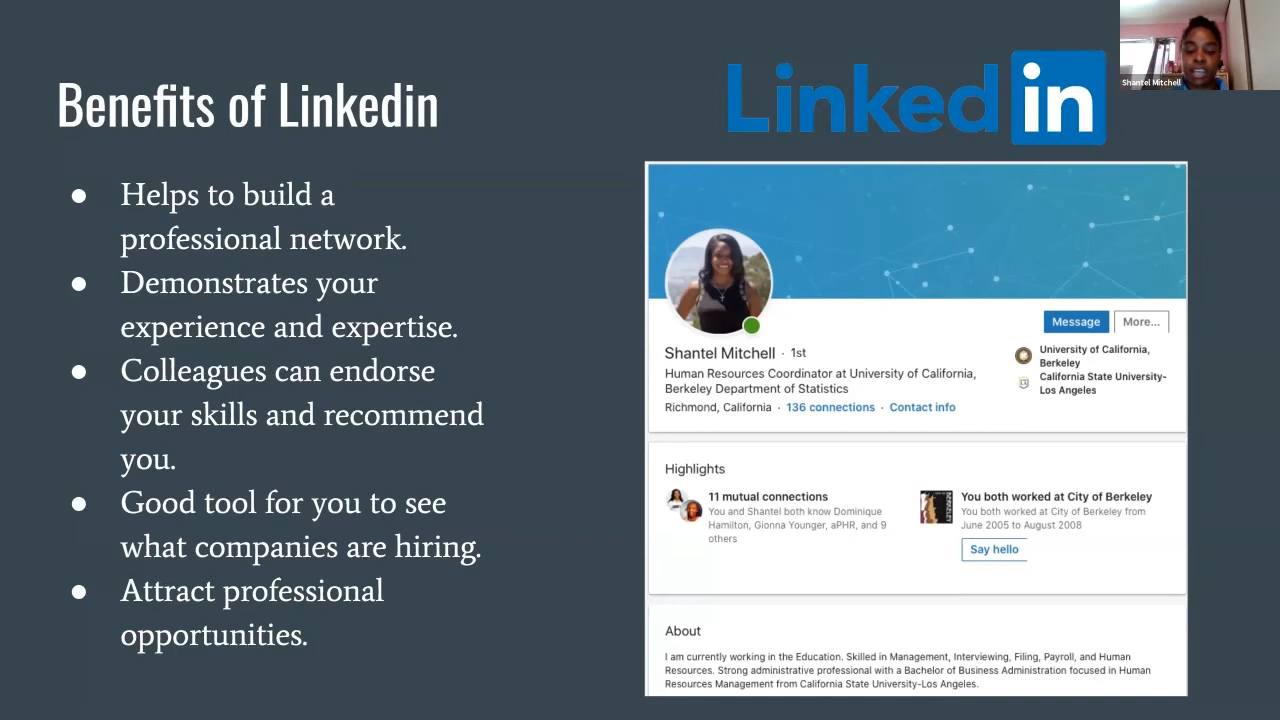 Benefits of Linkedin
Linkedin
Shantel Mitchell
● Helps to build a
professional network.
● Demonstrates your
experience and expertise.
● Colleagues can endorse
your skills and recommend
you.
● Good tool for you to see
what companies are hiring.
● Attract professional
opportunities.
Message
More...
Shantel Mitchell · 1st
Human Resources Coordinator at University of California,
Berkeley Department of Statistics
Richmond, California · 136 connections · Contact info
University of California,
Berkeley
California State University-
Los Angeles
Highlights
11 mutual connections
You and Shantel both know Dominique
Hamilton, Gionna Younger, aPHR, and 9
others
BERKELEY
You both worked at City of Berkeley
You both worked at City of Berkeley from
June 2005 to August 2008
Say hello
About
I am currently working in the Education. Skilled in Management, Interviewing, Filing, Payroll, and Human
Resources. Strong administrative professional with a Bachelor of Business Administration focused in Human
Resources Management from California State University-Los Angeles.